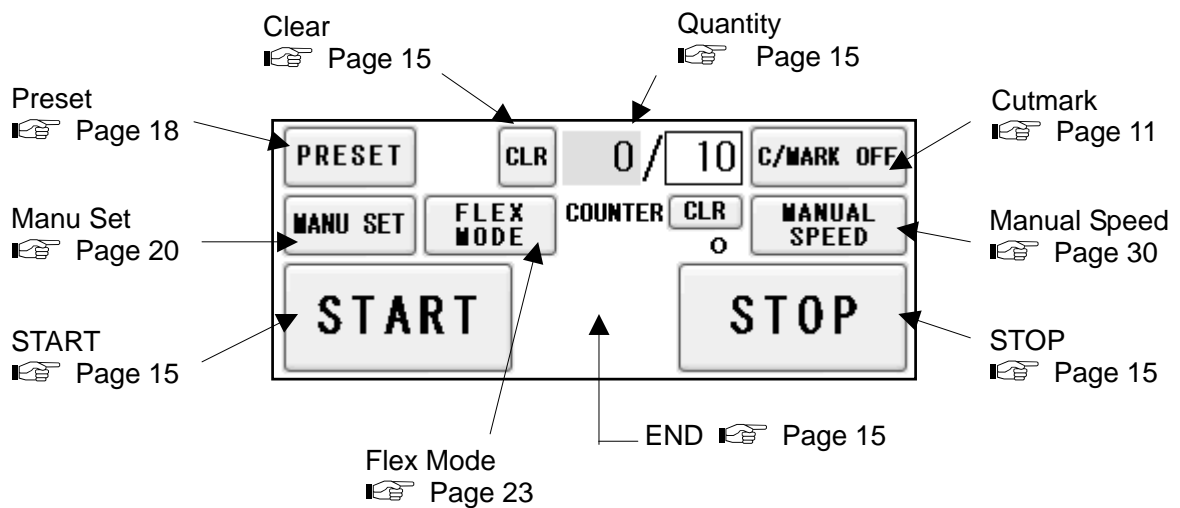 Clear
Page 15
Quantity
Page 15
Preset
Page 18
Cutmark
Page 11
PRESET
CLR
0/
10
C/MARK OFF
Manu Set
Page 20
MANU SET
FLEX
MODE
COUNTER
CLR
0
MANUAL
SPEED
Manual Speed
Page 30
START
Page 15
START
STOP
STOP
Page 15
END Page 15
Flex Mode
Page 23